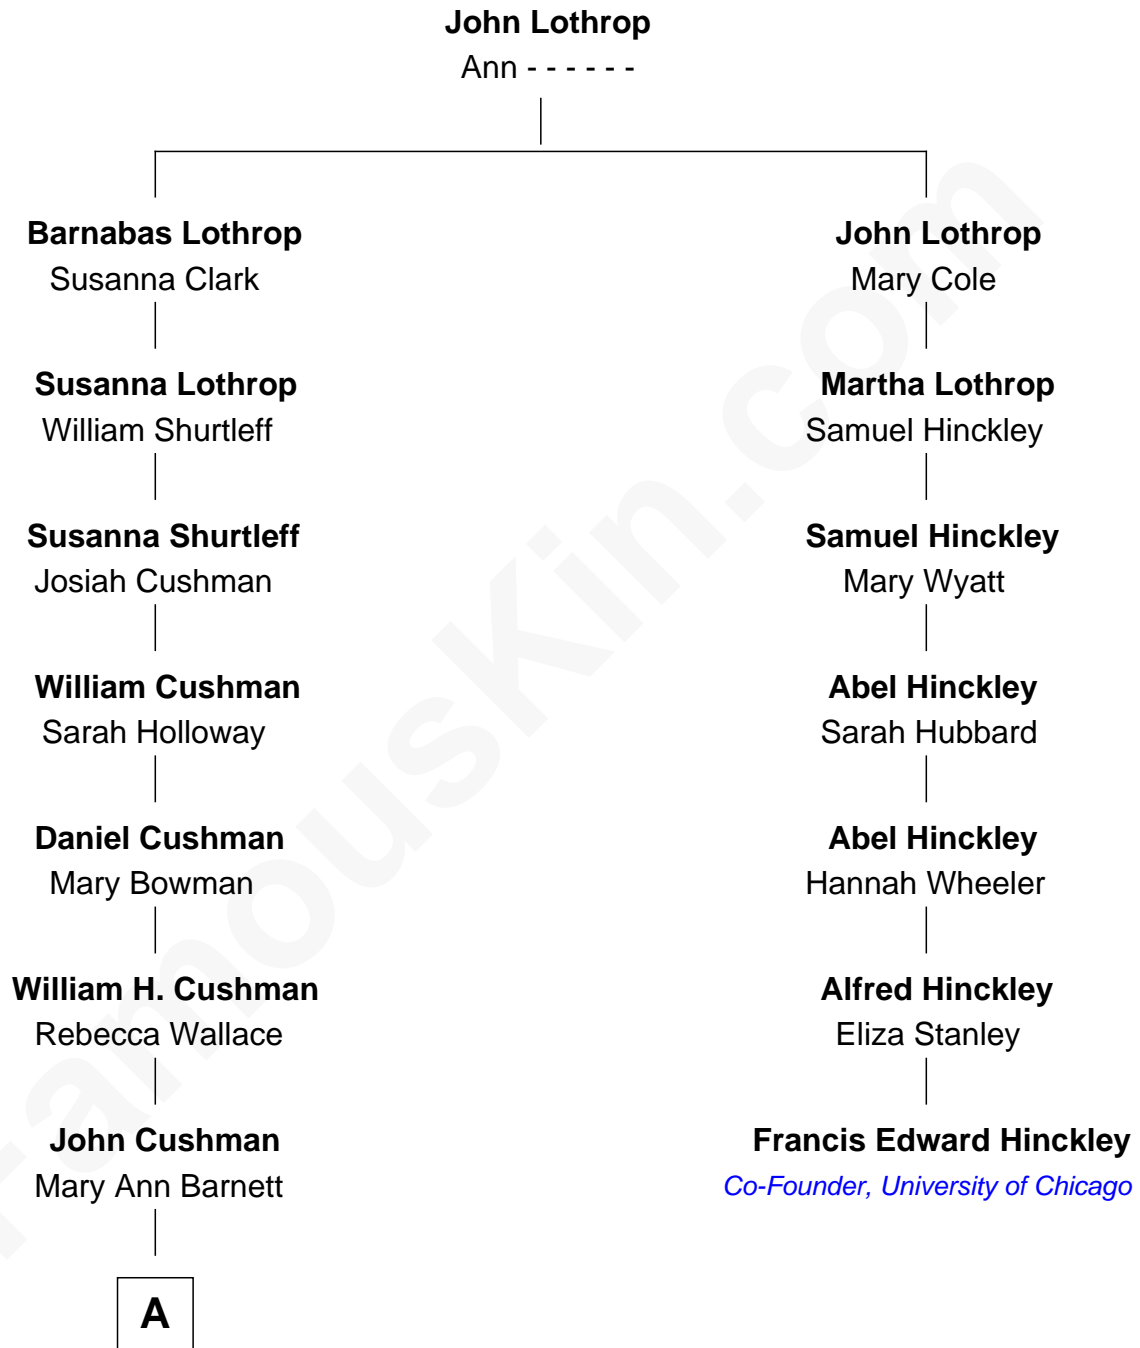 John Lothrop
Ann - - - - - -
Barnabas Lothrop
Susanna Clark
John Lothrop
Mary Cole
Susanna Lothrop
William Shurtleff
Martha Lothrop
Samuel Hinckley
Susanna Shurtleff
Josiah Cushman
Samuel Hinckley
Mary Wyatt
William Cushman
Sarah Holloway
Abel Hinckley
Sarah Hubbard
Daniel Cushman
Mary Bowman
Abel Hinckley
Hannah Wheeler
William H. Cushman
Rebecca Wallace
Alfred Hinckley
Eliza Stanley
John Cushman
Mary Ann Barnett
Francis Edward Hinckley
Co-Founder, University of Chicago
A
FamousKin.com